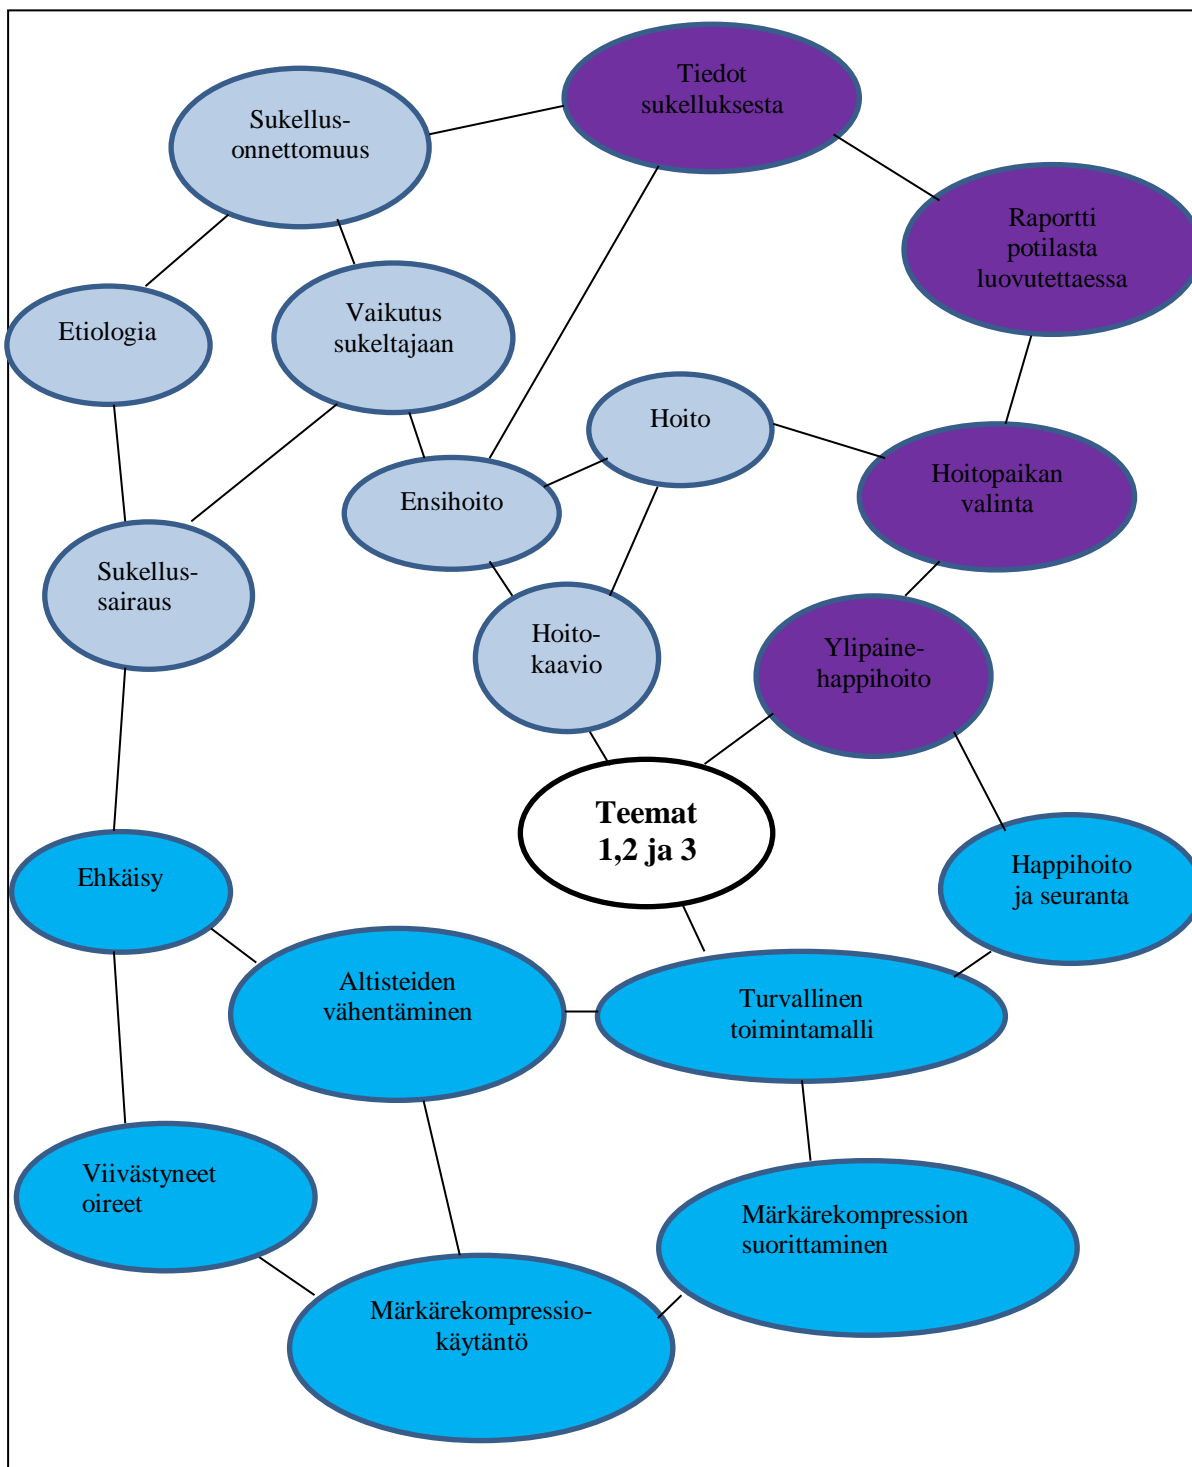 Tiedot
sukelluksesta
Sukellus-
onnettomuus
Raportti
potilasta
luovutettaessa
Etiologia
Vaikutus
sukeltajaan
Hoito
Hoitopaikan
valinta
Ensihoito
Sukellus-
sairaus
Hoito-
kaavio
Ylipaine-
happihoito
Teemat
1,2 ja 3
Ehkäisy
Happihoito
ja seuranta
Altisteiden
vähentäminen
Turvallinen
toimintamalli
Viivästyneet
oireet
Märkärekompression
suorittaminen
Märkärekompressio-
käytäntö